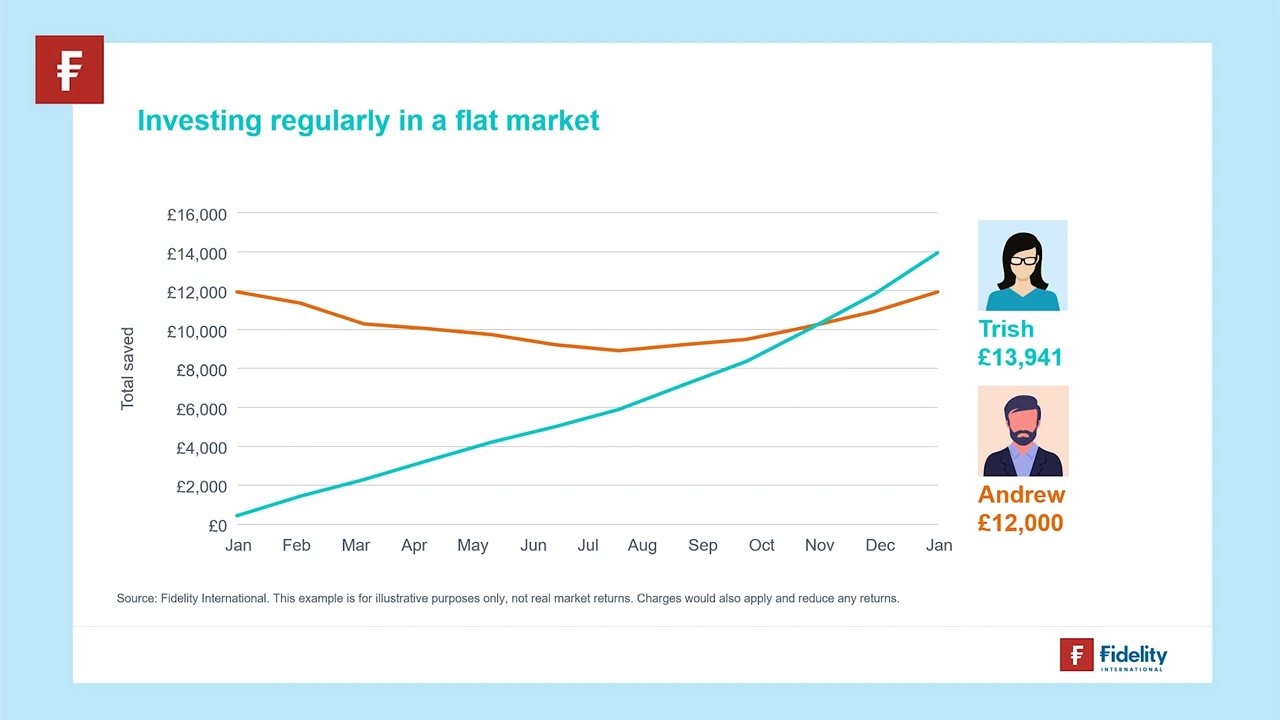 Investing regularly in a flat market
£16,000
£14,000
£12,000
£10,000
£8,000
£6,000
£4,000
£2,000
£0
Total saved
Jan Feb Mar Apr May Jun Jul Aug Sep Oct Nov Dec Jan
Trish
£13,941
Andrew
£12,000
Source: Fidelity International. This example is for illustrative purposes only, not real market returns. Charges would also apply and reduce any returns.
Fidelity
INTERNATIONAL